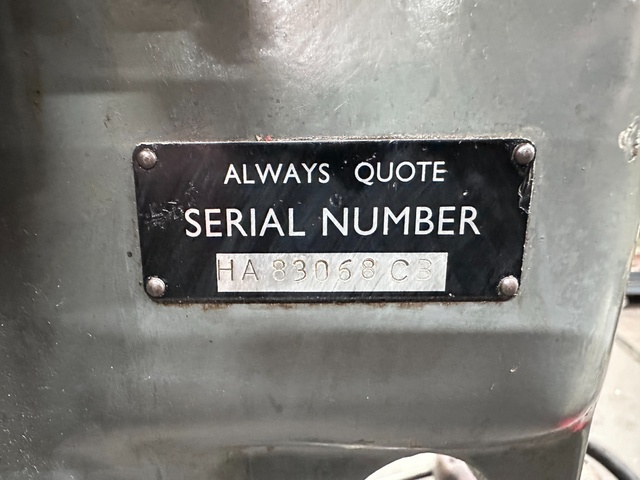 ALWAYS QUOTE
SERIAL NUMBER
HA 83068 CB